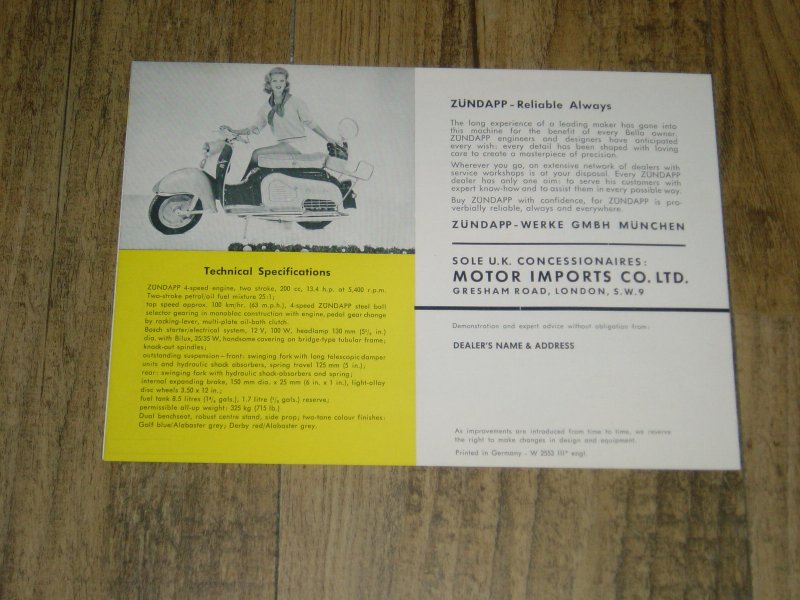 Technical Specifications
ZÜNDAPP 4-speed engine, two stroke, 200 cc, 13,4 h.p. at 5,400 r.p.m.
Two-stroke petrol/oil fuel mixture 25:1;
top speed approx. 100 km/hr. (63 m.p.h.), 4-speed ZÜNDAPP steel ball
selector gearing in monobloc construction with engine, pedal gear change
by rocking-lever, multi-plate oil-bath clutch.
Bosch starter/electrical system, 12 V, 100 W, headlamp 130 mm (5¹/₈ in.)
dia. with Bilux, 35/35 W, handsome covering on bridge-type tubular frame;
knock-out spindles;
outstanding suspension – front: swinging fork with long telescopic damper
units and hydraulic shock absorbers, spring travel 125 mm (5 in.);
rear: swinging fork with hydraulic shock-absorbers and spring;
internal expanding brake, 150 mm dia. x 25 mm (6 in. x 1 in.), light-alloy
disc wheels 3.50 x 12 in.;
fuel tank 8.5 litres gals.), 1.7 litre gals.) reserve;
permissible all-up weight: 325 kg (715 lb.)
Dual benchseat, robust centre stand, side prop; two-tone colour finishes:
Golf blue/Alabaster grey; Derby red/Alabaster grey.
ZÜNDAPP – Reliable Always
The long experience of a leading maker has gone into
this machine for the benefit of every Bella owner.
ZÜNDAPP engineers and designers have anticipated
every wish; every detail has been shaped with loving
care to create a masterpiece of precision.
Wherever you go, an extensive network of dealers with
service workshops is at your disposal. Every ZÜNDAPP
dealer has only one aim: to serve his customers with
expert know-how and to assist them in every possible way.
Buy ZÜNDAPP with confidence, for ZÜNDAPP is pro-
verbially reliable, always and everywhere.
ZÜNDAPP-WERKE GMBH MÜNCHEN
SOLE U.K. CONCESSIONAIRES:
MOTOR IMPORTS CO. LTD.
GRESHAM ROAD, LONDON, S.W. 9
Demonstration and expert advice without obligation from:
DEALER'S NAME & ADDRESS
As improvements are introduced from time to time, we reserve
the right to make changes in design and equipment.
Printed in Germany - W 2553 III* engl.